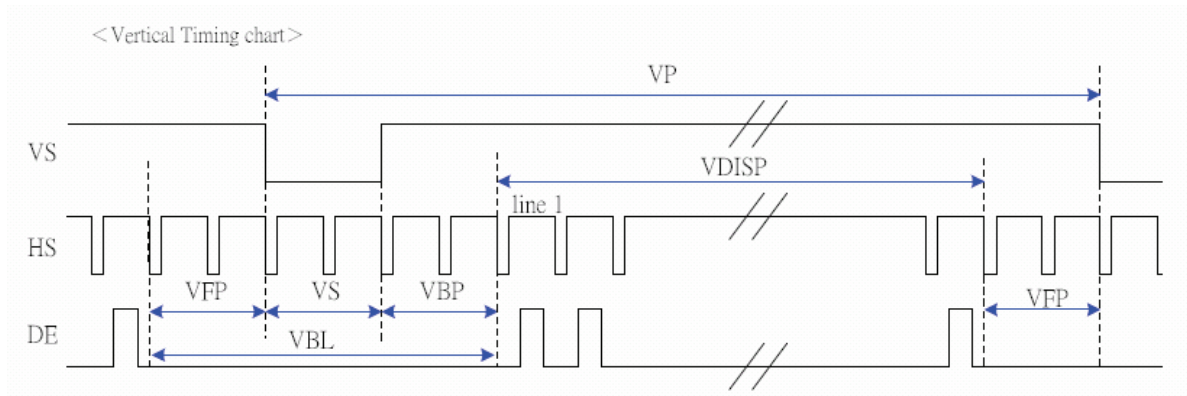 <Vertical Timing chart>
VP
VS
VDISP
line 1
HS
VFP
VS
VBP
VFP
DE
VBL